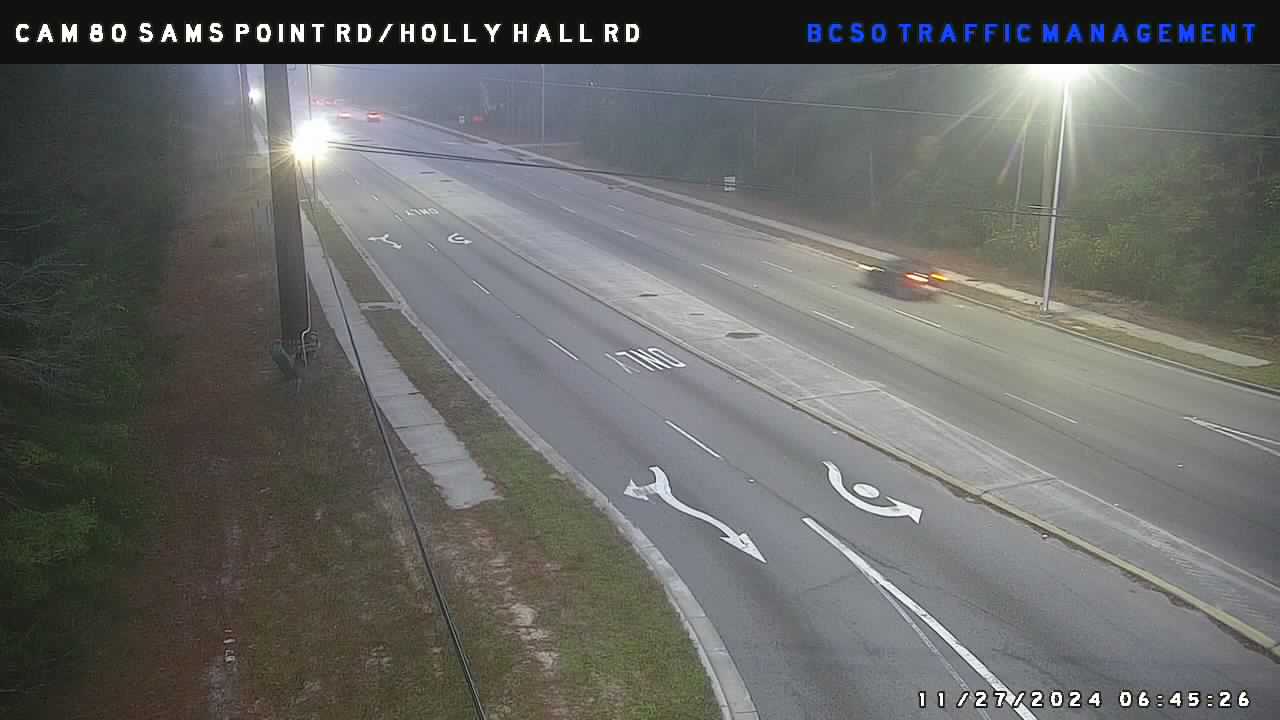 CAM 80 SAMS POINT RD/HOLLY HALL RD
BCSO TRAFFIC MANAGEMENT
ONLY
ONLY
11/27/2024 06:45:26